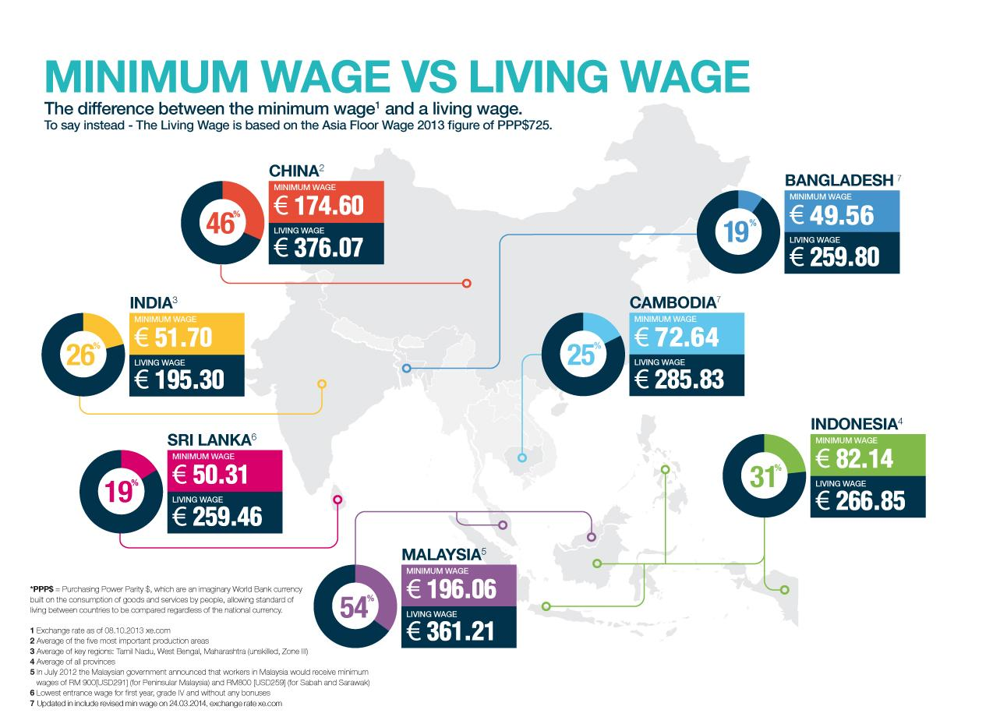 MINIMUM WAGE VS LIVING WAGE
The difference between the minimum wage¹ and a living wage.
To say instead - The Living Wage is based on the Asia Floor Wage 2013 figure of PPP$725.
CHINA²
46%
MINIMUM WAGE
€ 174.60
LIVING WAGE
€ 376.07
BANGLADESH ⁷
19%
MINIMUM WAGE
€ 49.56
LIVING WAGE
€ 259.80
INDIA³
26%
MINIMUM WAGE
€ 51.70
LIVING WAGE
€ 195.30
CAMBODIA⁷
25%
MINIMUM WAGE
€ 72.64
LIVING WAGE
€ 285.83
SRI LANKA⁶
19%
MINIMUM WAGE
€ 50.31
LIVING WAGE
€ 259.46
INDONESIA⁴
31%
MINIMUM WAGE
€ 82.14
LIVING WAGE
€ 266.85
MALAYSIA⁵
54%
MINIMUM WAGE
€ 196.06
LIVING WAGE
€ 361.21
*PPP$ = Purchasing Power Parity $, which are an imaginary World Bank currency
built on the consumption of goods and services by people, allowing standard of
living between countries to be compared regardless of the national currency.
1 Exchange rate as of 08.10.2013 xe.com
2 Average of the five most important production areas
3 Average of key regions: Tamil Nadu, West Bengal, Maharashtra (unskilled, Zone III)
4 Average of all provinces
5 In July 2012 the Malaysian government announced that workers in Malaysia would receive minimum
wages of RM 900[USD291] (for Peninsular Malaysia) and RM800 [USD259] (for Sabah and Sarawak)
6 Lowest entrance wage for first year, grade IV and without any bonuses
7 Updated in include revised min wage on 24.03.2014, exchange rate xe.com